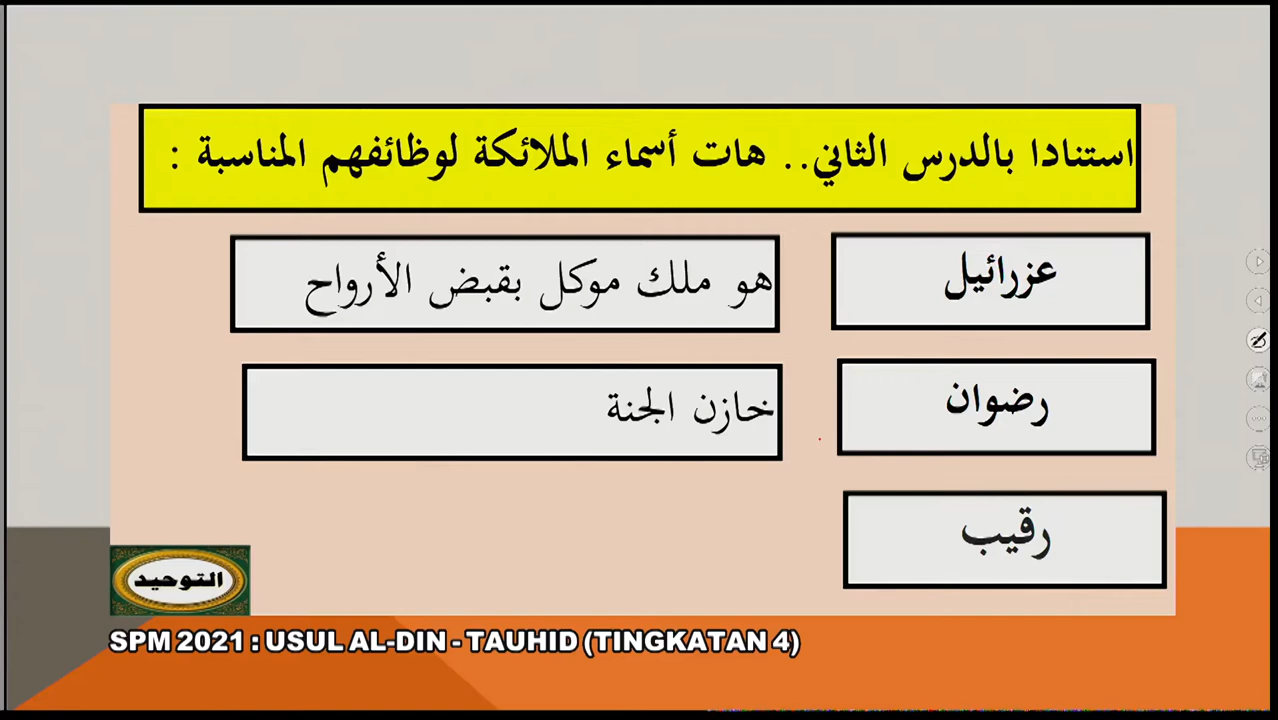 استنادا بالدرس الثاني.. هات أسماء الملائكة لوظائفهم المناسبة :
عزرائيل
هو ملك موكل بقبض الأرواح
رضوان
خازن الجنة
رقيب
التوحيد
SPM 2021 : USUL AL-DIN - TAUHID (TINGKATAN 4)